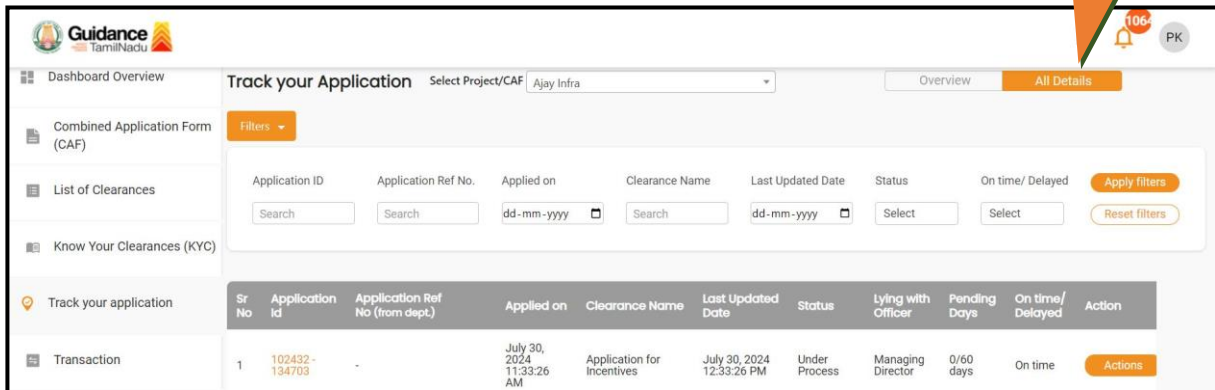 Guidance
TamilNadu
1064
PK
Dashboard Overview
Track your Application Select Project/CAF Ajay Infra Overview All Details
Combined Application Form
(CAF)
Filters
List of Clearances
Application ID Application Ref No. Applied on Clearance Name Last Updated Date Status On time/ Delayed Apply filters
Search Search dd-mm-yyyy Search dd-mm-yyyy Select Select Reset filters
Know Your Clearances (KYC)
Track your application
Sr
No Application
Id Application Ref
No (from dept.) Applied on Clearance Name Last Updated
Date Status Lying with
Officer Pending
Days On time/
Delayed Action
Transaction
1 102432-
134703 - July 30,
2024
11:33:26
AM Application for
Incentives July 30, 2024
12:33:26 PM Under
Process Managing
Director 0/60
days On time Actions